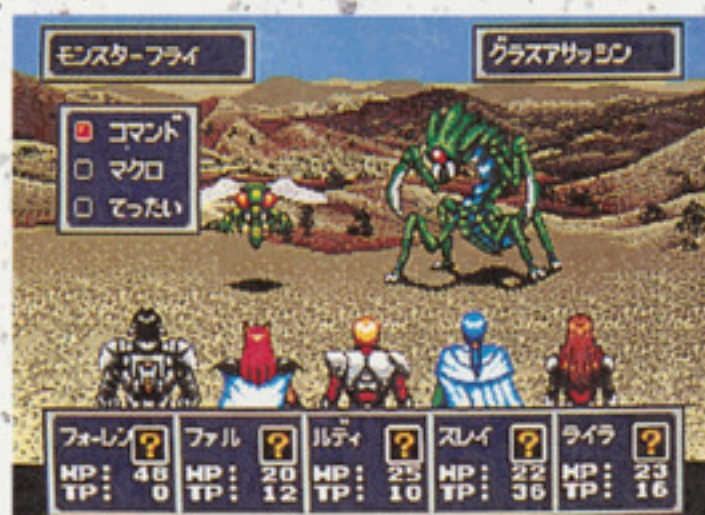 モンスターフライ
グラスアサッシン
コマンド
マクロ
てったい
フォーレン ?
HP: 48
TP: 0
ファル ?
HP: 20
TP: 12
ルディ ?
HP: 25
TP: 10
スレイ ?
HP: 22
TP: 36
ライラ ?
HP: 23
TP: 16